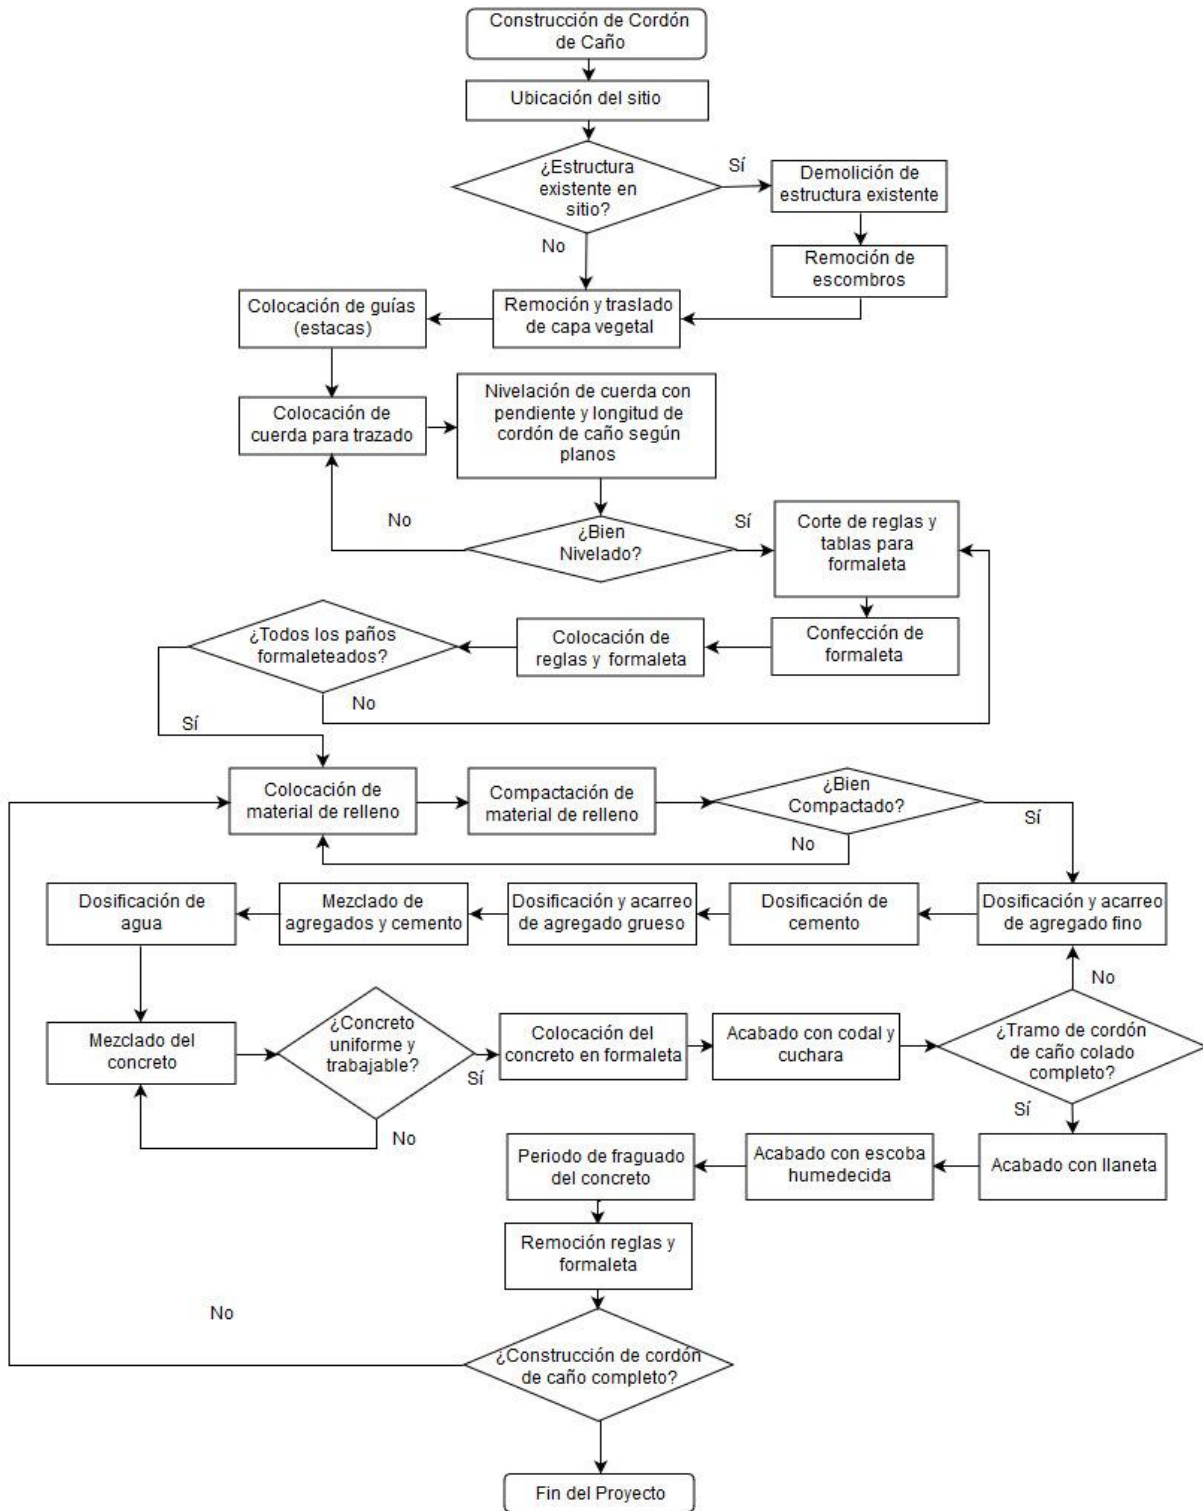 Construcción de Cordón
de Caño
Ubicación del sitio
¿Estructura
existente en
sitio?
Sí
Demolición de
estructura existente
No
Remoción de
escombros
Colocación de guías
(estacas)
Remoción y traslado
de capa vegetal
Colocación de
cuerda para trazado
Nivelación de cuerda con
pendiente y longitud de
cordón de caño según
planos
No
¿Bien
Nivelado?
Sí
Corte de reglas y
tablas para
formaleta
¿Todos los paños
formaleteados?
Colocación de
reglas y formaleta
Confección de
formaleta
No
Sí
Colocación de
material de relleno
Compactación de
material de relleno
¿Bien
Compactado?
Sí
No
Dosificación de
agua
Mezclado de
agregados y cemento
Dosificación y acarreo
de agregado grueso
Dosificación de
cemento
Dosificación y acarreo
de agregado fino
No
Mezclado del
concreto
¿Concreto
uniforme y
trabajable?
Sí
No
Colocación del
concreto en formaleta
Acabado con codal y
cuchara
¿Tramo de cordón
de caño colado
completo?
Sí
Periodo de fraguado
del concreto
Acabado con escoba
humedecida
Acabado con llaneta
Remoción reglas y
formaleta
No
¿Construcción de cordón
de caño completo?
Fin del Proyecto